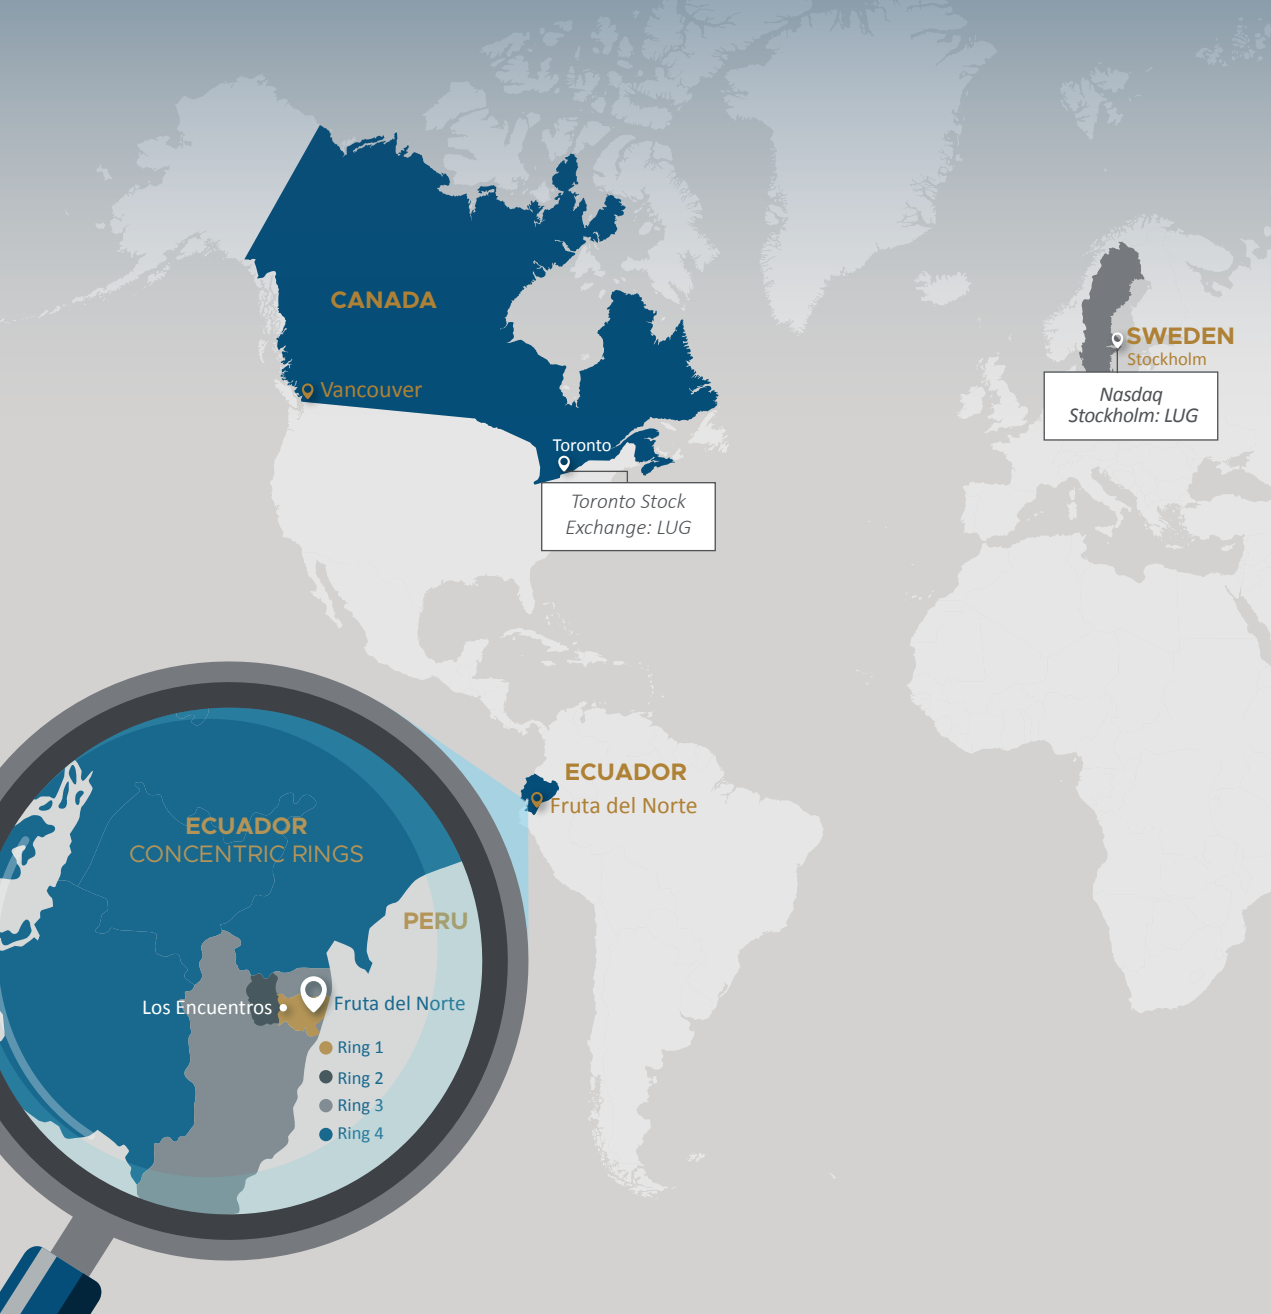 CANADA
Vancouver
Toronto
Toronto Stock
Exchange: LUG
SWEDEN
Stockholm
Nasdaq
Stockholm: LUG
ECUADOR
Fruta del Norte
ECUADOR
CONCENTRIC RINGS
PERU
Los Encuentros
Fruta del Norte
Ring 1
Ring 2
Ring 3
Ring 4